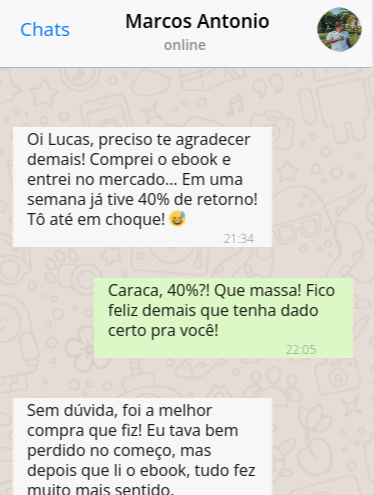 Chats
Marcos Antonio
online
Oi Lucas, preciso te agradecer
demais! Comprei o ebook e
entrei no mercado... Em uma
semana já tive 40% de retorno!
Tô até em choque! 😅
21:34
Caraca, 40%?! Que massa! Fico
feliz demais que tenha dado
certo pra você!
22:05
Sem dúvida, foi a melhor
compra que fiz! Eu tava bem
perdido no começo, mas
depois que li o ebook, tudo fez
muito mais sentido.